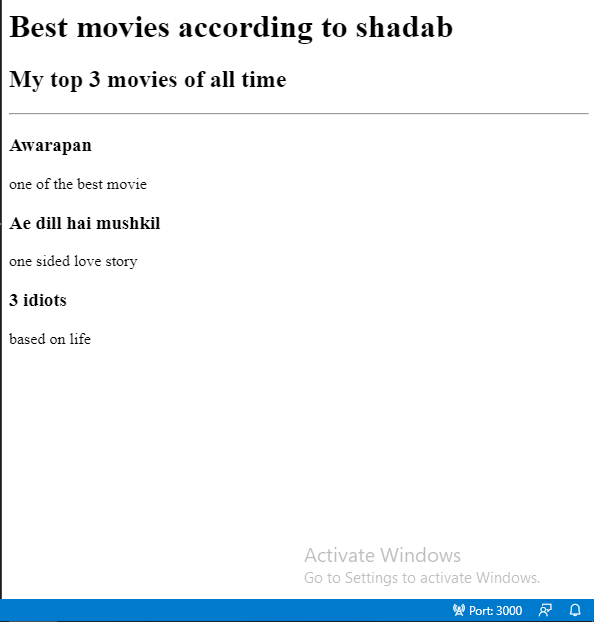 Best movies according to shadab
My top 3 movies of all time
Awarapan
one of the best movie
Ae dill hai mushkil
one sided love story
3 idiots
based on life
Activate Windows
Go to Settings to activate Windows.
Port: 3000